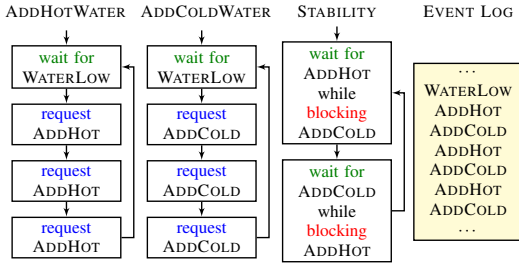 ADDHOTWATER
wait for
WATERLOW
request
ADDHOT
request
ADDHOT
request
ADDHOT
ADDCOLDWATER
wait for
WATERLOW
request
ADDCOLD
request
ADDCOLD
request
ADDCOLD
STABILITY
wait for
ADDHOT
while
blocking
ADDCOLD
wait for
ADDCOLD
while
blocking
ADDHOT
EVENT LOG
...
WATERLOW
ADDHOT
ADDCOLD
ADDHOT
ADDCOLD
ADDHOT
ADDCOLD
...